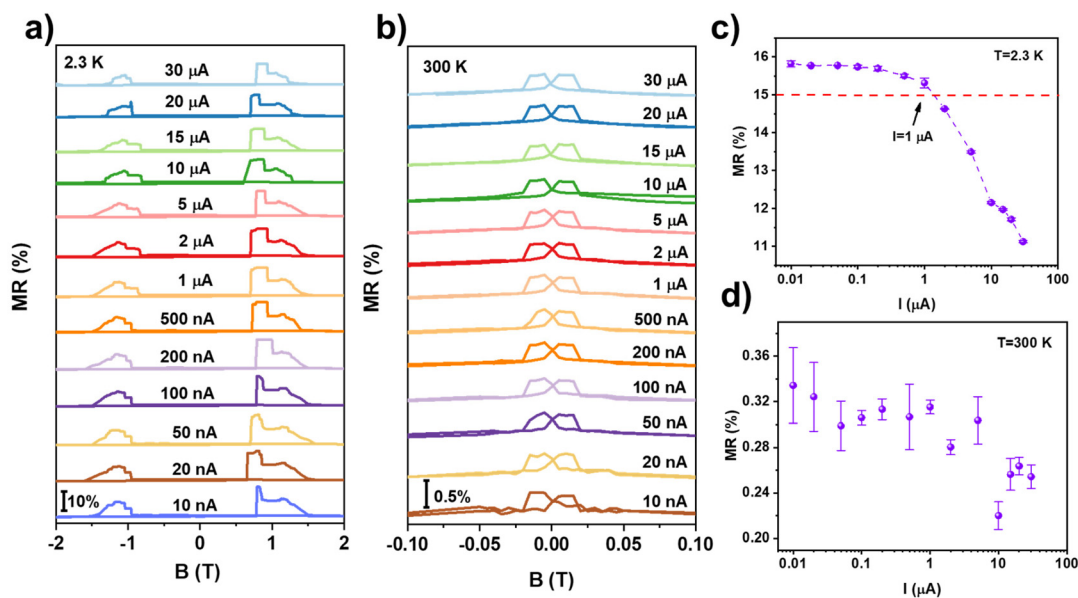 a)
2.3 K
30 μA
20 μA
15 μA
10 μA
5 μA
2 μA
1 μA
500 nA
200 nA
100 nA
50 nA
20 nA
10 nA
10%
MR (%)
-2 -1 0 1 2
B (T)
b)
300 K
30 μA
20 μA
15 μA
10 μA
5 μA
2 μA
1 μA
500 nA
200 nA
100 nA
50 nA
20 nA
10 nA
0.5%
MR (%)
-0.10 -0.05 0.00 0.05 0.10
B (T)
c)
T=2.3 K
I=1 μA
16
15
14
13
12
11
MR (%)
0.01 0.1 1 10 100
I (μA)
d)
T=300 K
0.36
0.32
0.28
0.24
0.20
MR (%)
0.01 0.1 1 10 100
I (μA)